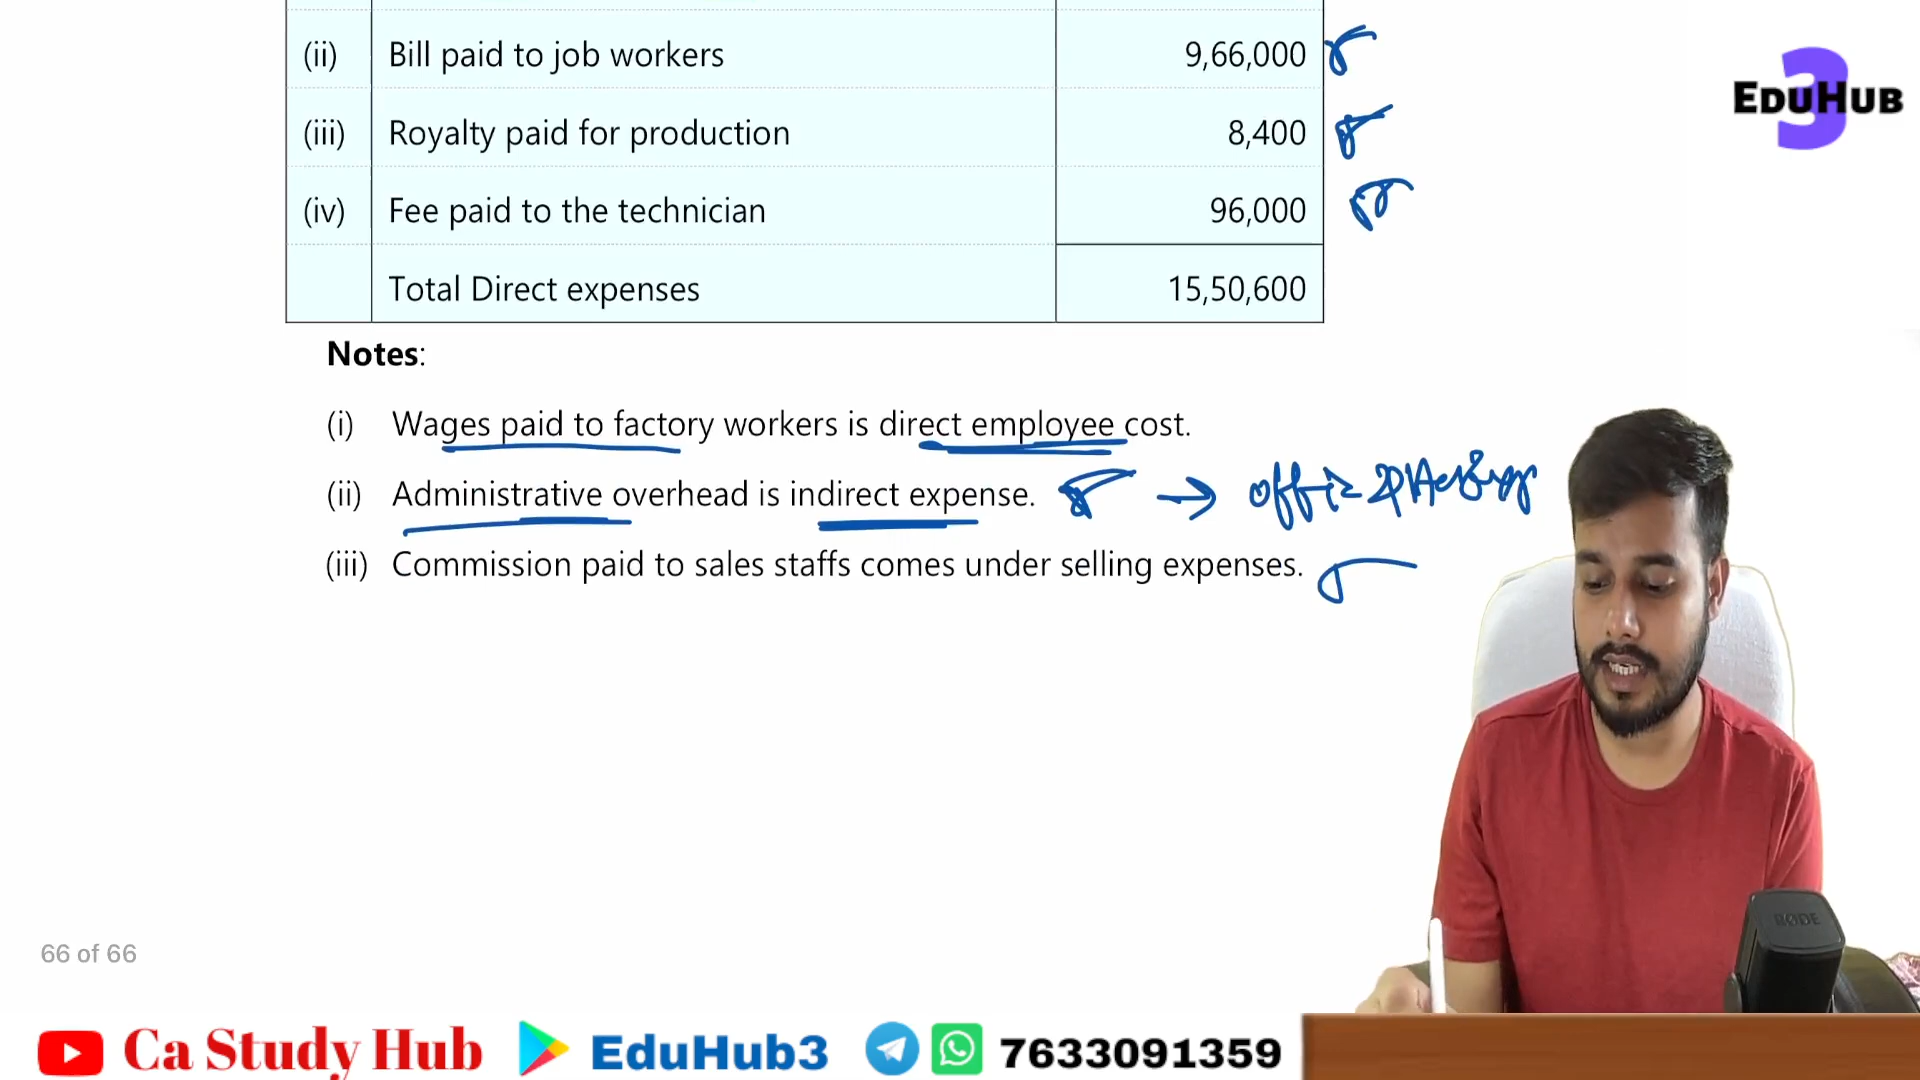 (ii) Bill paid to job workers 9,66,000
EDUHUB
3
(iii) Royalty paid for production 8,400
(iv) Fee paid to the technician 96,000
Total Direct expenses 15,50,600
Notes:
(i) Wages paid to factory workers is direct employee cost.
(ii) Administrative overhead is indirect expense. →
(iii) Commission paid to sales staffs comes under selling expenses.
RODE
66 of 66
Ca Study Hub EduHub3 7633091359